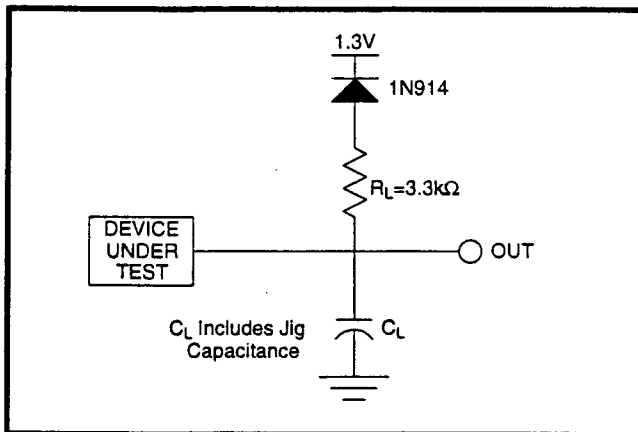 1.3V
1N914
R_L=3.3kΩ
DEVICE
UNDER
TEST
OUT
C_L Includes Jig
Capacitance
C_L